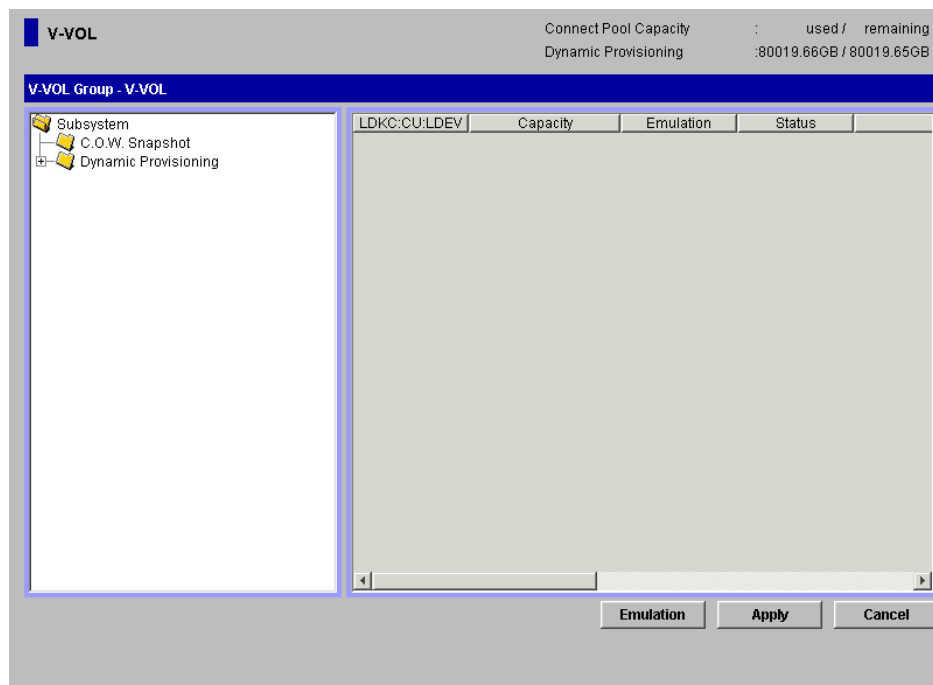 V-VOL
Connect Pool Capacity : used / remaining
Dynamic Provisioning :80019.66GB / 80019.65GB
V-VOL Group - V-VOL
Subsystem
C.O.W. Snapshot
Dynamic Provisioning
LDKC:CU:LDEV Capacity Emulation Status
Emulation Apply Cancel